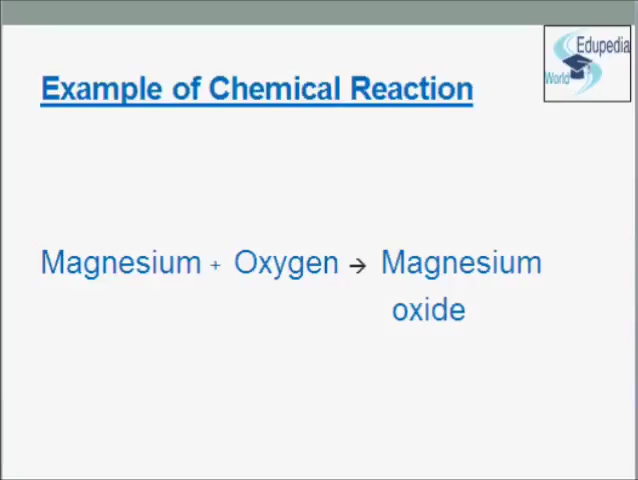 Edupedia
World
Example of Chemical Reaction
Magnesium + Oxygen → Magnesium
oxide